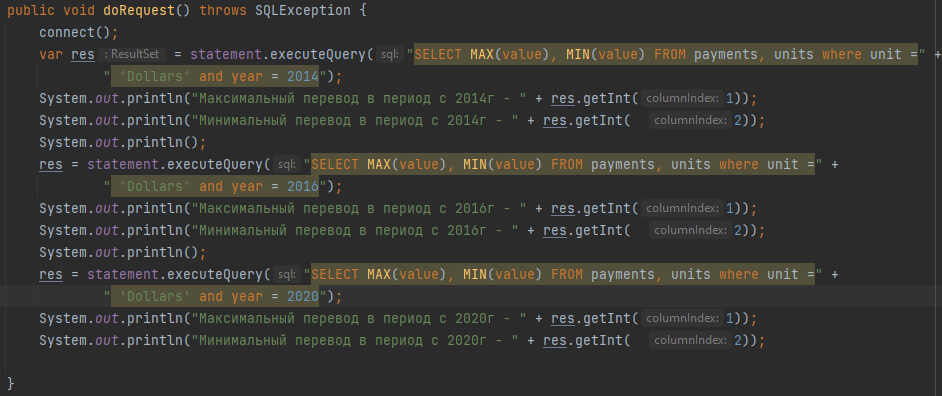 public void doRequest() throws SQLException {
connect();
var res : ResultSet = statement.executeQuery( sql: "SELECT MAX(value), MIN(value) FROM payments, units where unit =" +
" 'Dollars' and year = 2014");
System.out.println("Максимальный перевод в период с 2014г - " + res.getInt( columnIndex: 1));
System.out.println("Минимальный перевод в период с 2014г - " + res.getInt( columnIndex: 2));
System.out.println();
res = statement.executeQuery( sql: "SELECT MAX(value), MIN(value) FROM payments, units where unit =" +
" 'Dollars' and year = 2016");
System.out.println("Максимальный перевод в период с 2016г - " + res.getInt( columnIndex: 1));
System.out.println("Минимальный перевод в период с 2016г - " + res.getInt( columnIndex: 2));
System.out.println();
res = statement.executeQuery( sql: "SELECT MAX(value), MIN(value) FROM payments, units where unit =" +
" 'Dollars' and year = 2020");
System.out.println("Максимальный перевод в период с 2020г - " + res.getInt( columnIndex: 1));
System.out.println("Минимальный перевод в период с 2020г - " + res.getInt( columnIndex: 2));
}